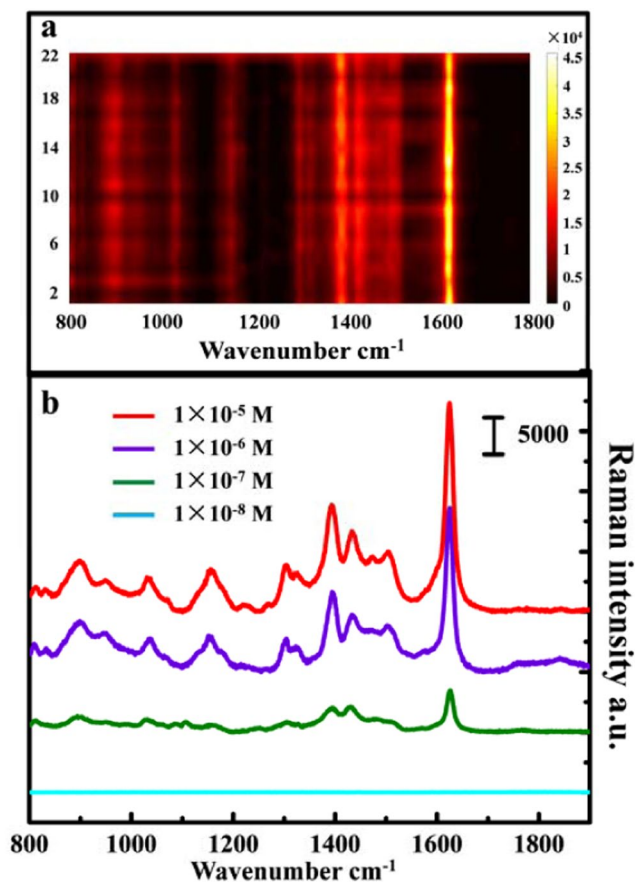 a
×10⁴
22
18
14
10
6
2
4.5
4
3.5
3
2.5
2
1.5
1
0.5
0
800 1000 1200 1400 1600 1800
Wavenumber cm⁻¹
b
1×10⁻⁵ M
1×10⁻⁶ M
1×10⁻⁷ M
1×10⁻⁸ M
5000
Raman intensity a.u.
800 1000 1200 1400 1600 1800
Wavenumber cm⁻¹